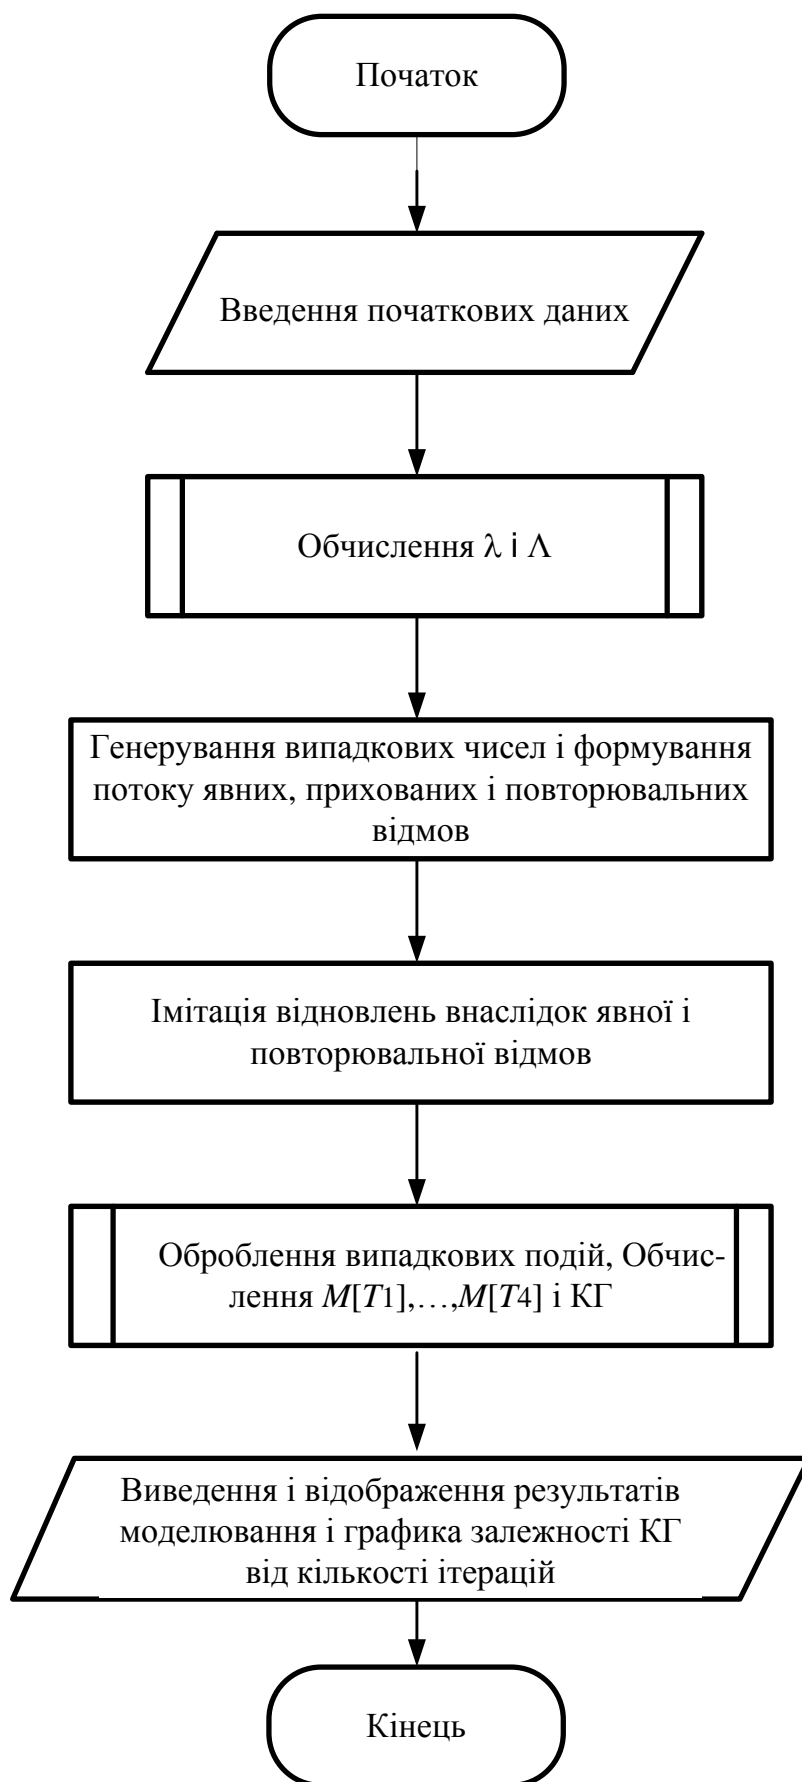 Початок
Введення початкових даних
Обчислення λ і Λ
Генерування випадкових чисел і формування
потоку явних, прихованих і повторювальних
відмов
Імітація відновлень внаслідок явної і
повторювальної відмов
Оброблення випадкових подій, Обчис-
лення M[T1],…,M[T4] і КГ
Виведення і відображення результатів
моделювання і графика залежності КГ
від кількості ітерацій
Кінець